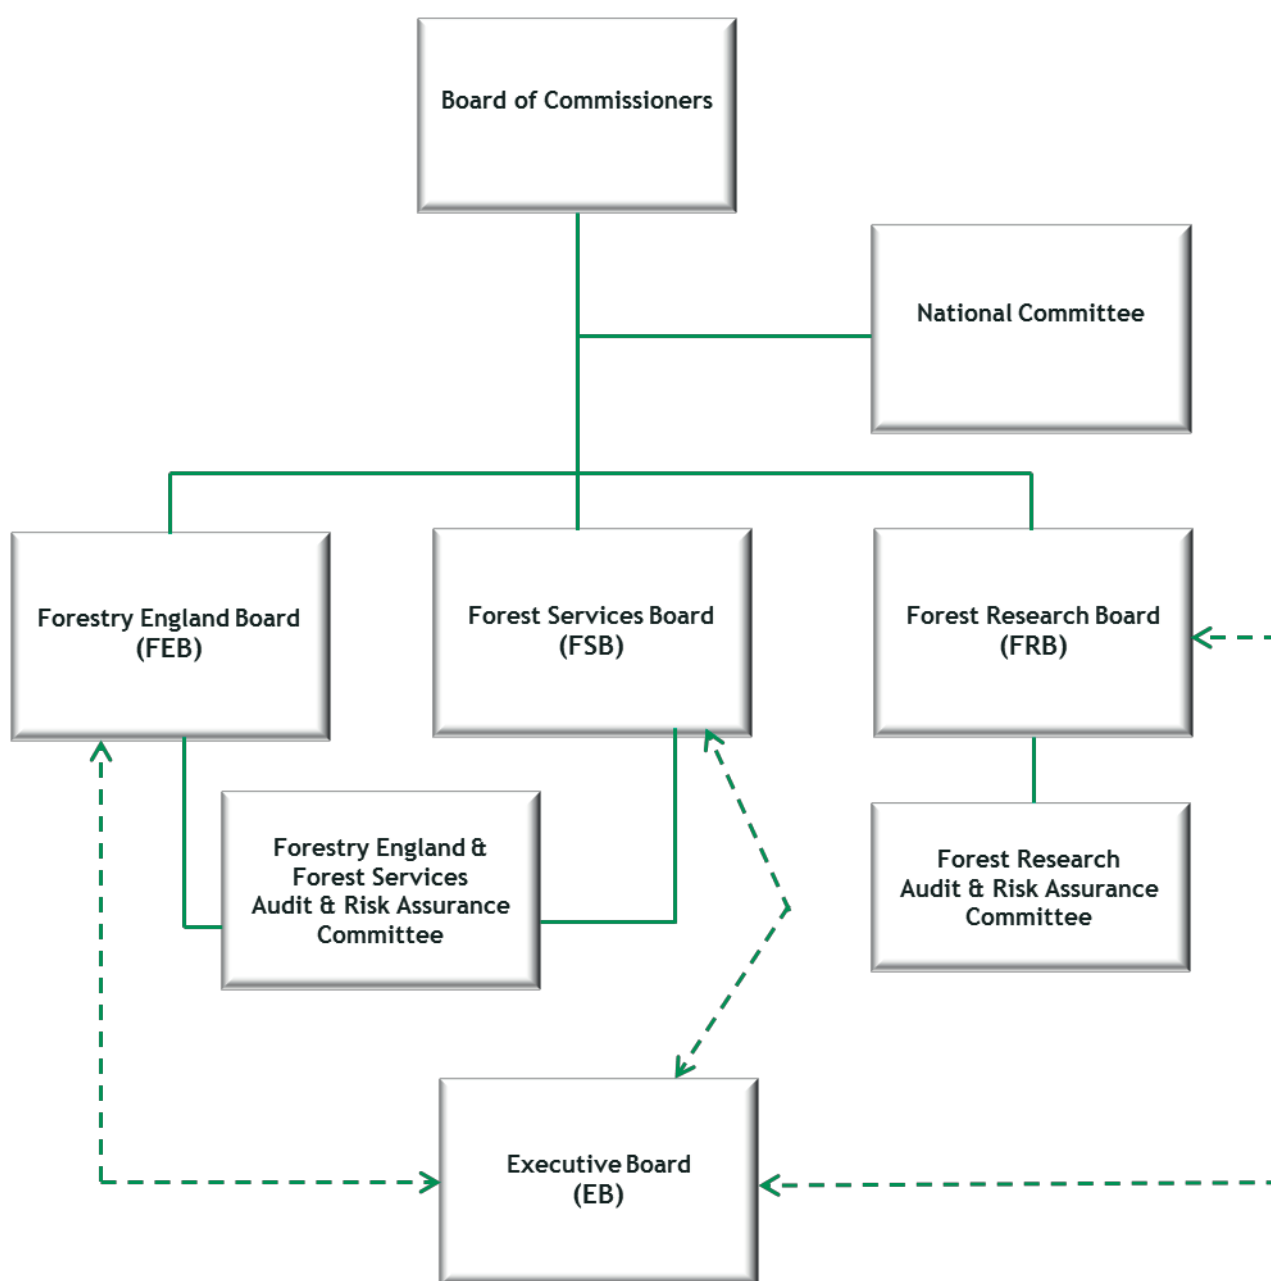 Board of Commissioners
National Committee
Forestry England Board
(FEB)
Forest Services Board
(FSB)
Forest Research Board
(FRB)
Forestry England &
Forest Services
Audit & Risk Assurance
Committee
Forest Research
Audit & Risk Assurance
Committee
Executive Board
(EB)